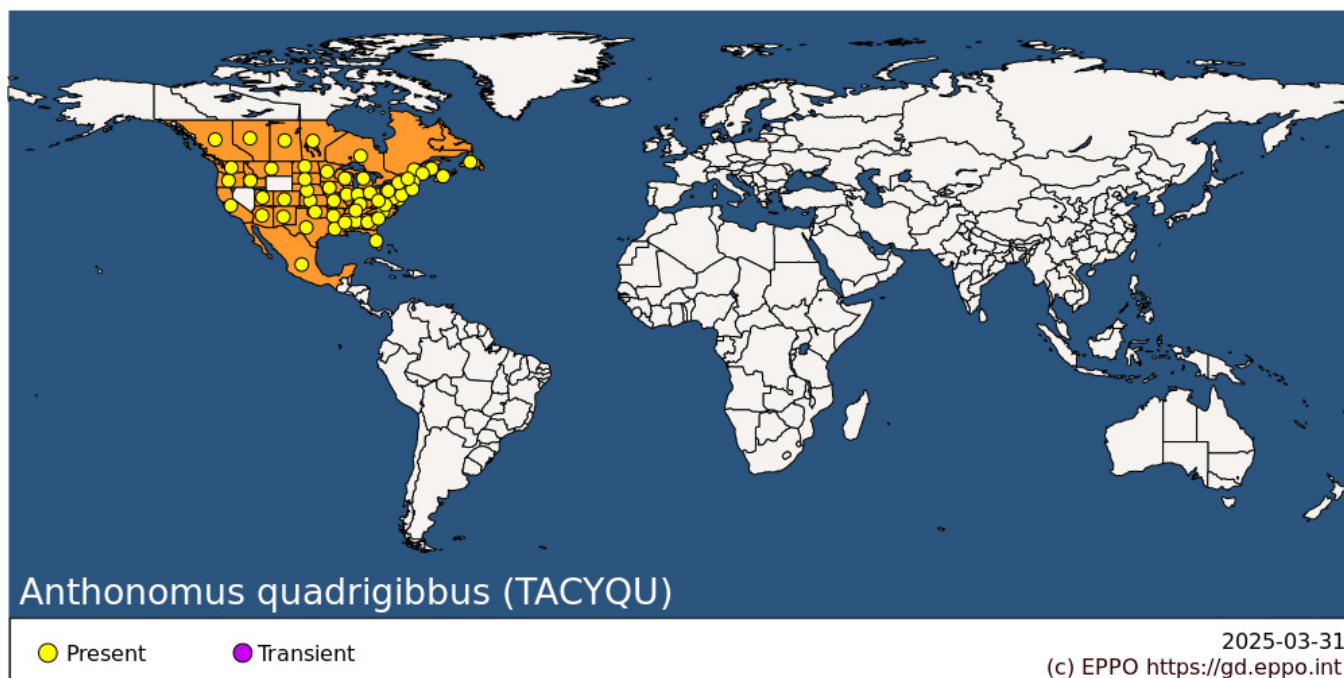 Anthonomus quadrigibbus (TACYQU)
Present
Transient
2025-03-31
(c) EPPO https://gd.eppo.int